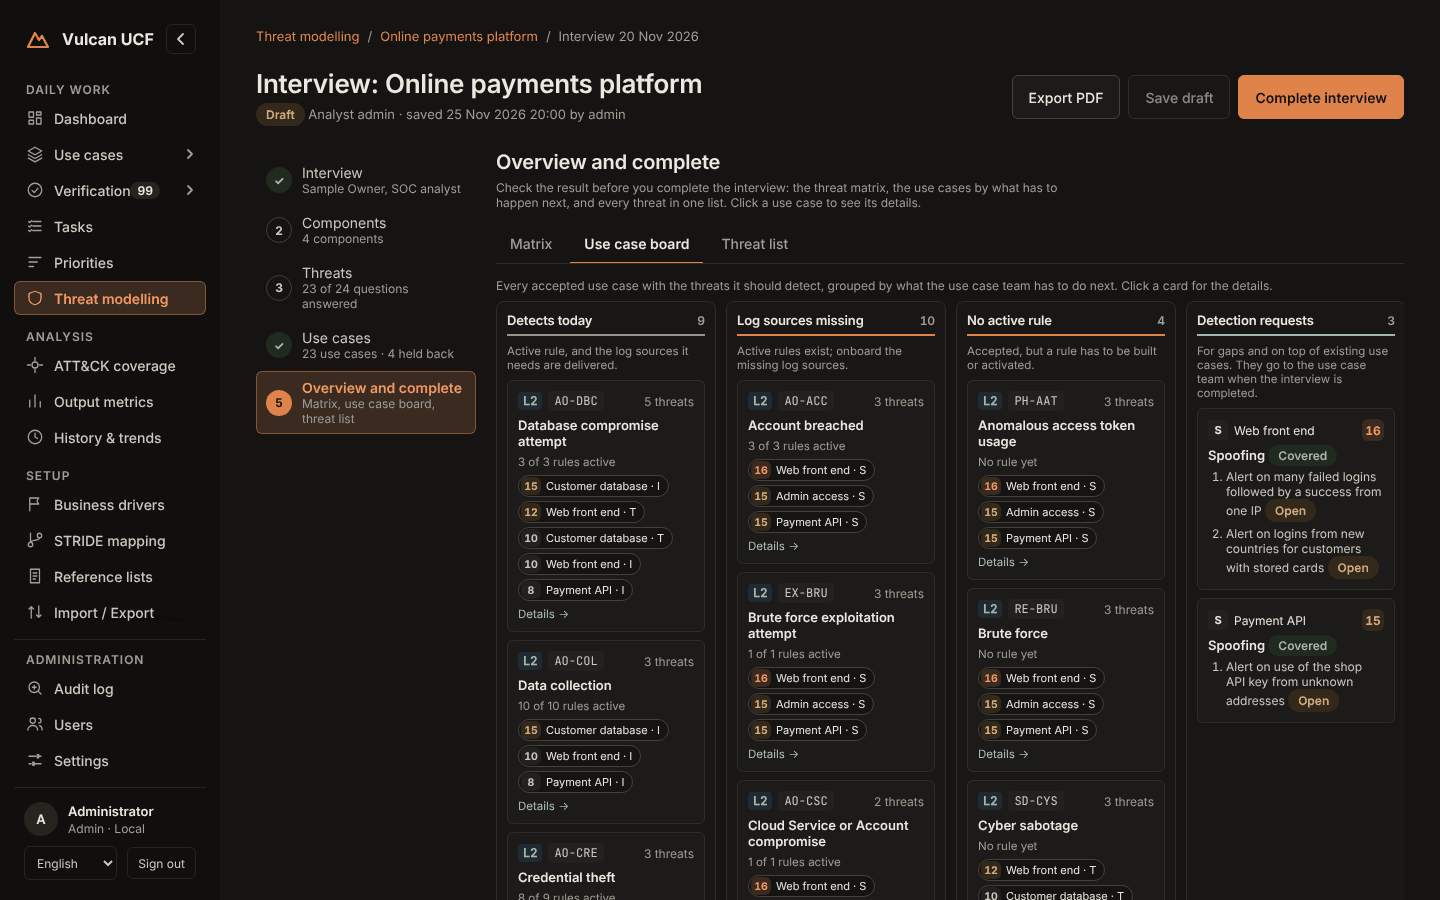 Vulcan UCF
DAILY WORK
Dashboard
Use cases
Verification 99
Tasks
Priorities
Threat modelling
ANALYSIS
ATT&CK coverage
Output metrics
History & trends
SETUP
Business drivers
STRIDE mapping
Reference lists
Import / Export
ADMINISTRATION
Audit log
Users
Settings
A
Administrator
Admin · Local
English
Sign out
Threat modelling / Online payments platform / Interview 20 Nov 2026
Interview: Online payments platform
Draft Analyst admin · saved 25 Nov 2026 20:00 by admin
Export PDF
Save draft
Complete interview
Interview
Sample Owner, SOC analyst
2 Components
4 components
3 Threats
23 of 24 questions
answered
Use cases
23 use cases · 4 held back
5 Overview and complete
Matrix, use case board,
threat list
Overview and complete
Check the result before you complete the interview: the threat matrix, the use cases by what has to
happen next, and every threat in one list. Click a use case to see its details.
Matrix
Use case board
Threat list
Every accepted use case with the threats it should detect, grouped by what the use case team has to do next. Click a card for the details.
Detects today 9
Active rule, and the log sources it
needs are delivered.
L2 AO-DBC 5 threats
Database compromise
attempt
3 of 3 rules active
15 Customer database · I
12 Web front end · T
10 Customer database · T
10 Web front end · I
8 Payment API · I
Details →
L2 AO-COL 3 threats
Data collection
10 of 10 rules active
15 Customer database · I
10 Web front end · I
8 Payment API · I
Details →
L2 AO-CRE 3 threats
Credential theft
8 of 9 rules active
Log sources missing 10
Active rules exist; onboard the
missing log sources.
L2 AO-ACC 3 threats
Account breached
3 of 3 rules active
16 Web front end · S
15 Admin access · S
15 Payment API · S
Details →
L2 EX-BRU 3 threats
Brute force exploitation
attempt
1 of 1 rules active
16 Web front end · S
15 Admin access · S
15 Payment API · S
Details →
L2 AO-CSC 2 threats
Cloud Service or Account
compromise
1 of 1 rules active
16 Web front end · S
No active rule 4
Accepted, but a rule has to be built
or activated.
L2 PH-AAT 3 threats
Anomalous access token
usage
No rule yet
16 Web front end · S
15 Admin access · S
15 Payment API · S
Details →
L2 RE-BRU 3 threats
Brute force
No rule yet
16 Web front end · S
15 Admin access · S
15 Payment API · S
Details →
L2 SD-CYS 3 threats
Cyber sabotage
No rule yet
12 Web front end · T
10 Customer database · T
Detection requests 3
For gaps and on top of existing use
cases. They go to the use case
team when the interview is
completed.
S Web front end 16
Spoofing Covered
1. Alert on many failed logins
followed by a success from
one IP Open
2. Alert on logins from new
countries for customers
with stored cards Open
S Payment API 15
Spoofing Covered
1. Alert on use of the shop
API key from unknown
addresses Open